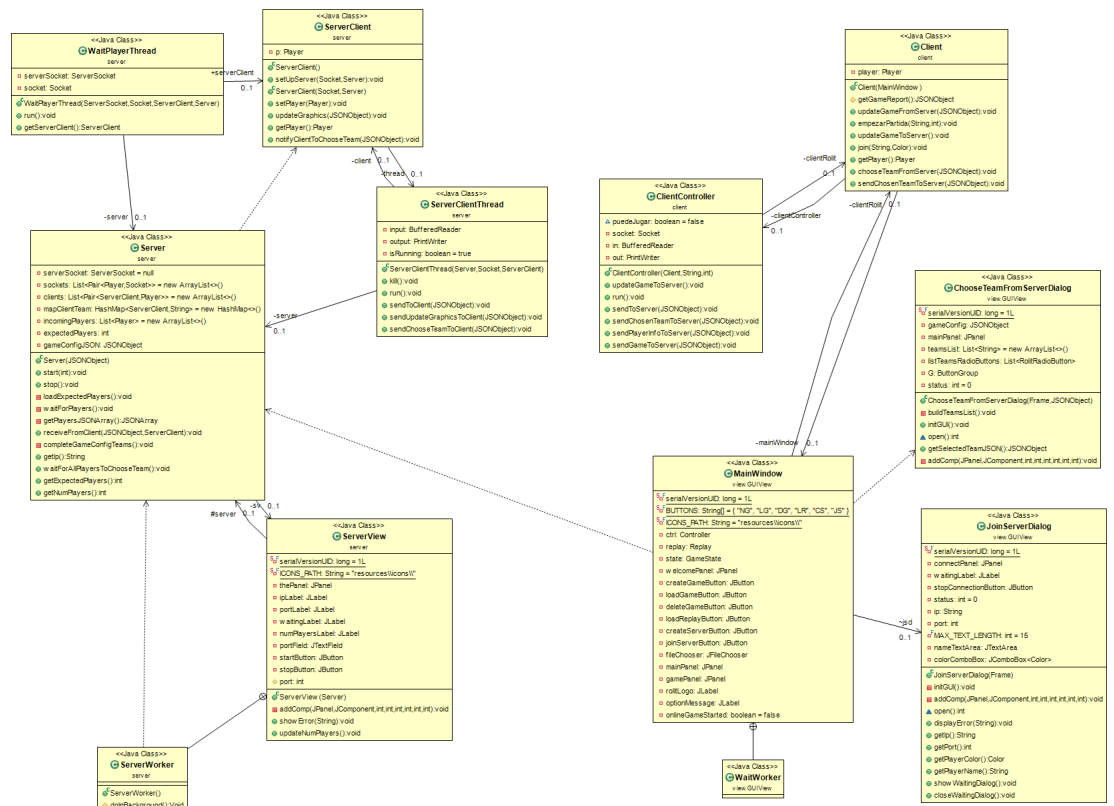 <<Java Class>>
WaitPlayerThread
server
serverSocket: ServerSocket
socket: Socket
WaitPlayerThread(ServerSocket,Socket,ServerClient,Server)
run():void
getServerClient():ServerClient
+serverClient
0..1
<<Java Class>>
ServerClient
server
p: Player
ServerClient()
setUpServer(Socket,Server):void
ServerClient(Socket,Server)
setPlayer(Player):void
updateGraphics(JSONObject):void
getPlayer():Player
notifyClientToChooseTeam(JSONObject):void
-client
0..1
-thread
0..1
<<Java Class>>
ServerClientThread
server
input: BufferedReader
output: PrintWriter
isRunning: boolean = true
ServerClientThread(Server,Socket,ServerClient)
kill():void
run():void
sendToClient(JSONObject):void
sendUpdateGraphicsToClient(JSONObject):void
sendChooseTeamToClient(JSONObject):void
-server
0..1
-server
0..1
<<Java Class>>
Server
server
serverSocket: ServerSocket = null
sockets: List<Pair<Player,Socket>> = new ArrayList<>()
clients: List<Pair<ServerClient,Player>> = new ArrayList<>()
mapClientTeam: HashMap<ServerClient,String> = new HashMap<>()
incomingPlayers: List<Player> = new ArrayList<>()
expectedPlayers: int
gameConfigJSON: JSONObject
Server(JSONObject)
start(int):void
stop():void
loadExpectedPlayers():void
waitForPlayers():void
getPlayersJSONArray():JSONArray
receiveFromClient(JSONObject,ServerClient):void
completeGameConfigTeams():void
getIp():String
waitForAllPlayersToChooseTeam():void
getExpectedPlayers():int
getNumPlayers():int
-sv
0..1
#server
0..1
<<Java Class>>
ServerView
server
serialVersionUID: long = 1L
ICONS_PATH: String = "resources\\icons\\"
thePanel: JPanel
ipLabel: JLabel
portLabel: JLabel
waitingLabel: JLabel
numPlayersLabel: JLabel
portField: JTextField
startButton: JButton
stopButton: JButton
port: int
ServerView(Server)
addComp(JPanel,JComponent,int,int,int,int,int,int):void
showError(String):void
updateNumPlayers():void
<<Java Class>>
ServerWorker
server
ServerWorker()
doInBackground():Void
<<Java Class>>
Client
client
player: Player
Client(MainWindow)
getGameReport():JSONObject
updateGameFromServer():void
empezarPartida(String,int):void
updateGameToServer():void
join(String,Color):void
getPlayer():Player
chooseTeamFromServer(JSONObject):void
sendChosenTeamToServer(JSONObject):void
-clientRolit
0..1
-clientController
0..1
-clientRolit
0..1
<<Java Class>>
ClientController
client
puedeJugar: boolean = false
socket: Socket
in: BufferedReader
out: PrintWriter
ClientController(Client,String,int)
updateGameToServer():void
run():void
sendToServer(JSONObject):void
sendChosenTeamToServer(JSONObject):void
sendPlayerInfoToServer(JSONObject):void
sendGameToServer(JSONObject):void
<<Java Class>>
ChooseTeamFromServerDialog
view.GUIView
serialVersionUID: long = 1L
gameConfig: JSONObject
mainPanel: JPanel
teamsList: List<String> = new ArrayList<>()
listTeamsRadioButtons: List<RolitRadioButton>
G: ButtonGroup
status: int = 0
ChooseTeamFromServerDialog(Frame,JSONObject)
buildTeamsList():void
initGUI():void
open():int
getSelectedTeamJSON():JSONObject
addComp(JPanel,JComponent,int,int,int,int,int,int):void
-mainWindow
0..1
<<Java Class>>
MainWindow
view.GUIView
serialVersionUID: long = 1L
BUTTONS: String[] = { "NG", "LG", "DG", "LR", "CS", "JS" }
ICONS_PATH: String = "resources\\icons\\"
ctrl: Controller
replay: Replay
state: GameState
welcomePanel: JPanel
createGameButton: JButton
loadGameButton: JButton
deleteGameButton: JButton
loadReplayButton: JButton
createServerButton: JButton
joinServerButton: JButton
fileChooser: JFileChooser
mainPanel: JPanel
gamePanel: JPanel
rolitLogo: JLabel
optionMessage: JLabel
onlineGameStarted: boolean = false
~jsd
0..1
<<Java Class>>
WaitWorker
view.GUIView
<<Java Class>>
JoinServerDialog
view.GUIView
serialVersionUID: long = 1L
connectPanel: JPanel
waitingLabel: JLabel
stopConnectionButton: JButton
status: int = 0
ip: String
port: int
MAX_TEXT_LENGTH: int = 15
nameTextArea: JTextArea
colorComboBox: JComboBox<Color>
JoinServerDialog(Frame)
initGUI():void
addComp(JPanel,JComponent,int,int,int,int,int,int):void
open():int
displayError(String):void
getIp():String
getPort():int
getPlayerColor():Color
getPlayerName():String
showWaitingDialog():void
closeWaitingDialog():void